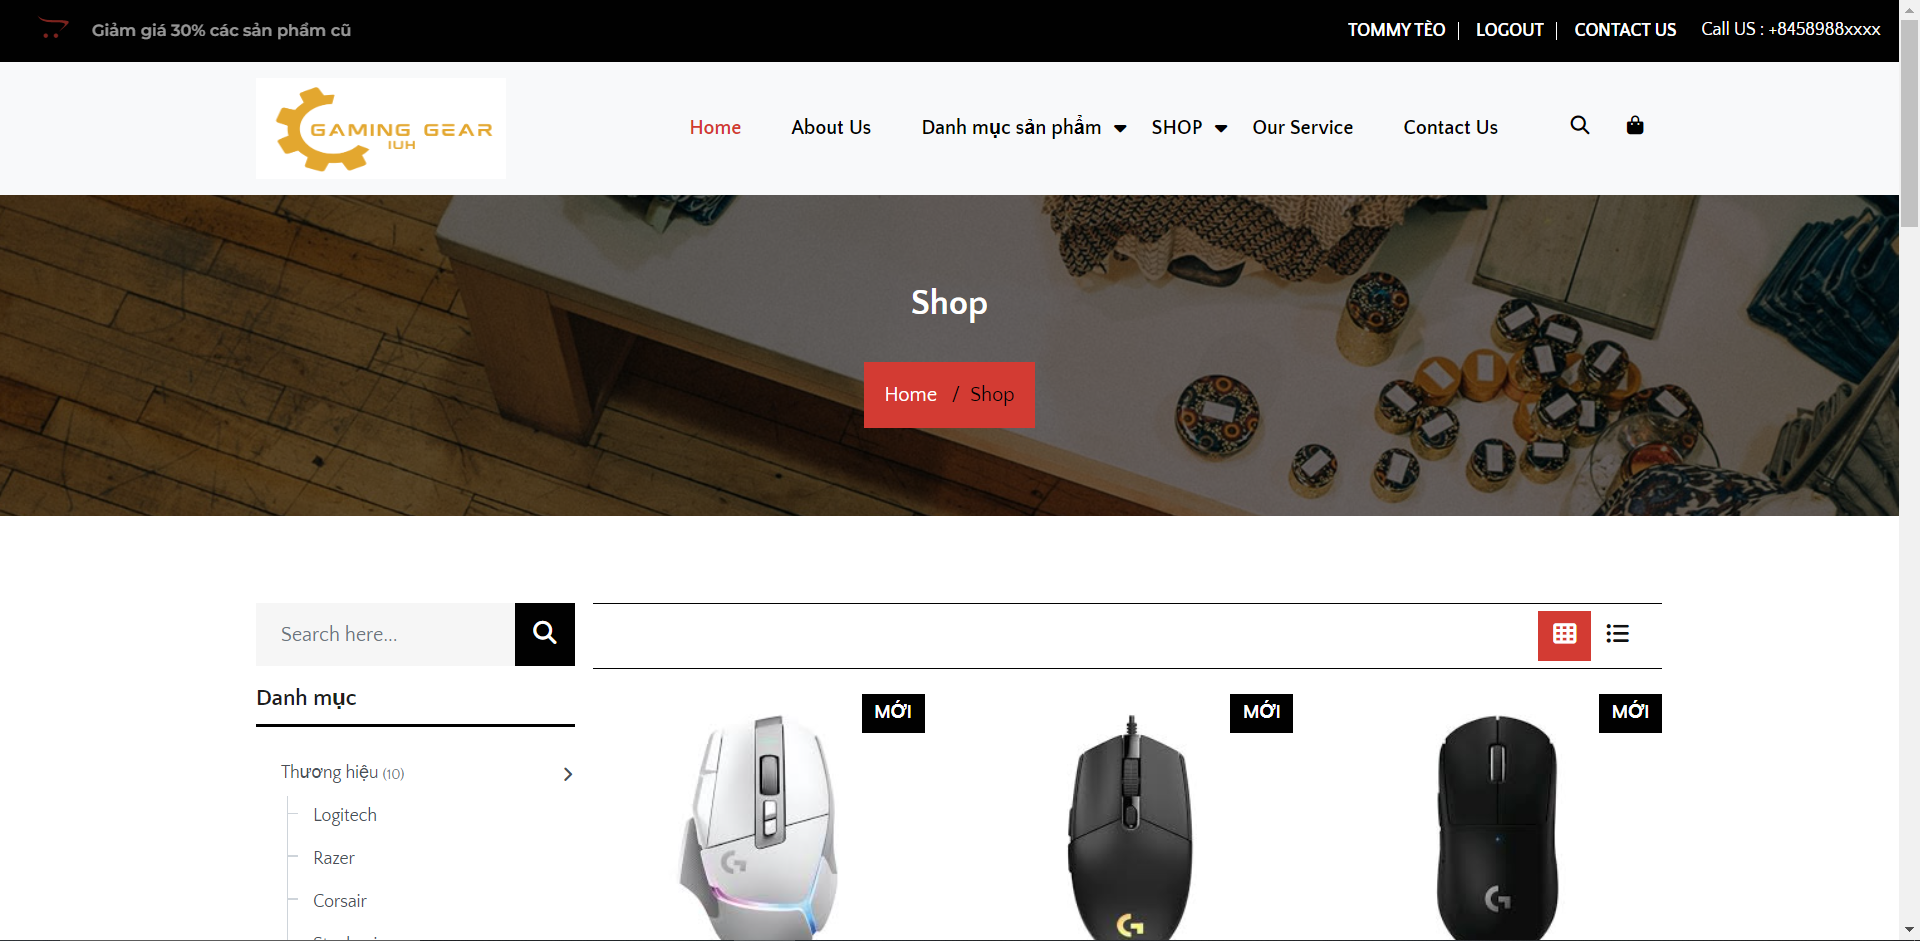 Giảm giá 30% các sản phẩm cũ
TOMMY TÈO | LOGOUT | CONTACT US Call US : +8458988xxxx
GAMING GEAR
IUH
Home About Us Danh mục sản phẩm SHOP Our Service Contact Us
Shop
Home / Shop
Search here...
Danh mục
MỚI MỚI MỚI
Thương hiệu (10)
Logitech
Razer
Corsair